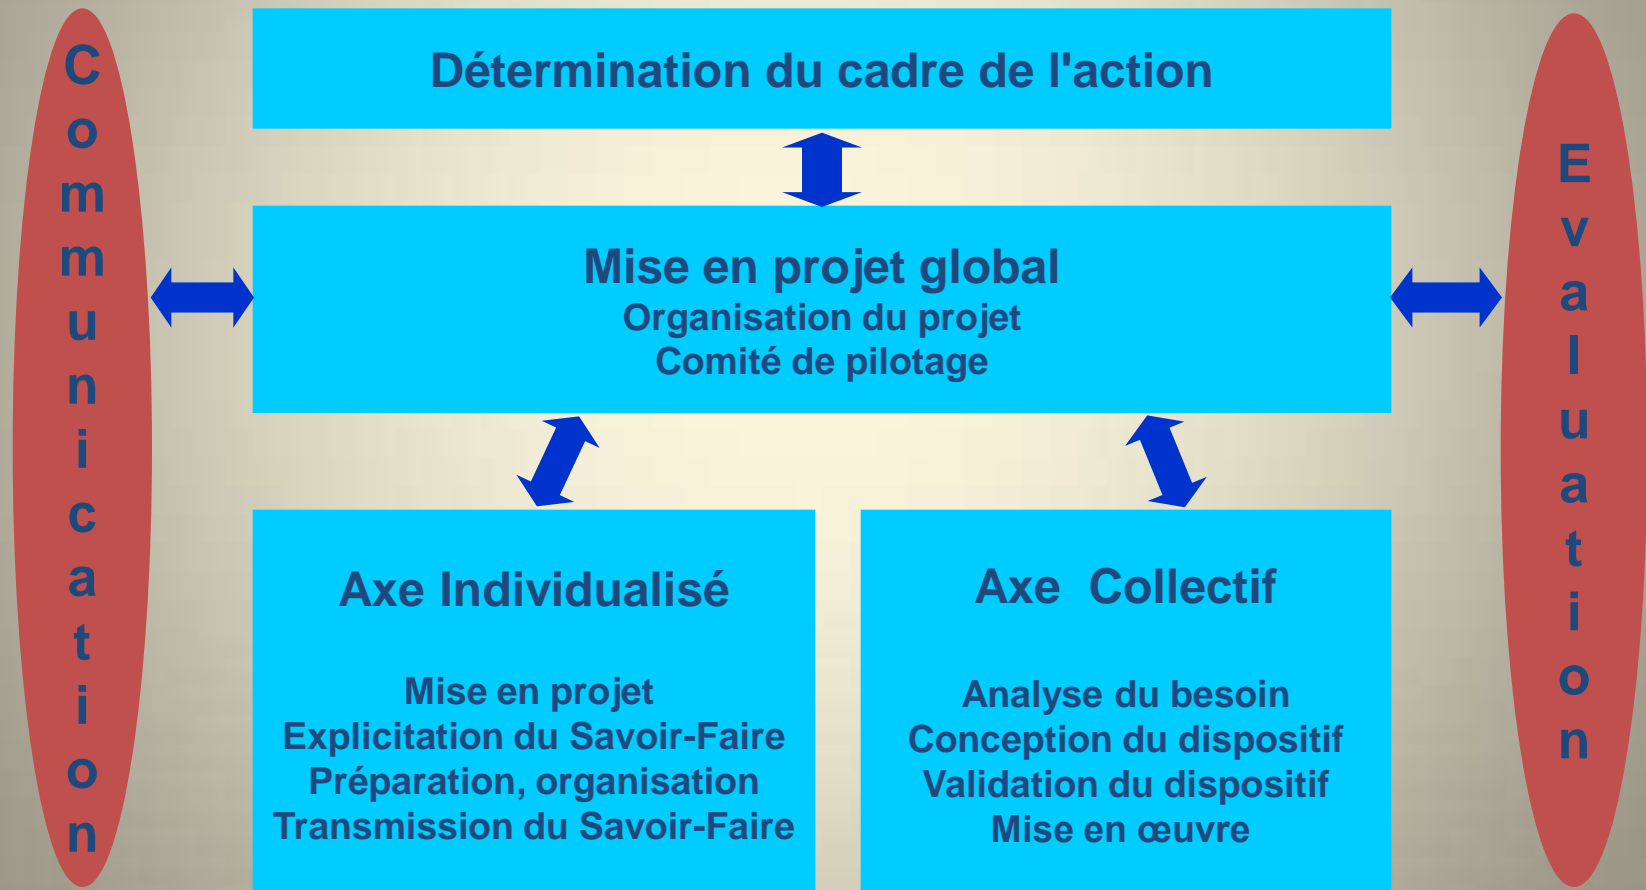 Communication
Détermination du cadre de l'action
Mise en projet global
Organisation du projet
Comité de pilotage
Axe Individualisé
Mise en projet
Explicitation du Savoir-Faire
Préparation, organisation
Transmission du Savoir-Faire
Axe Collectif
Analyse du besoin
Conception du dispositif
Validation du dispositif
Mise en œuvre
Evaluation